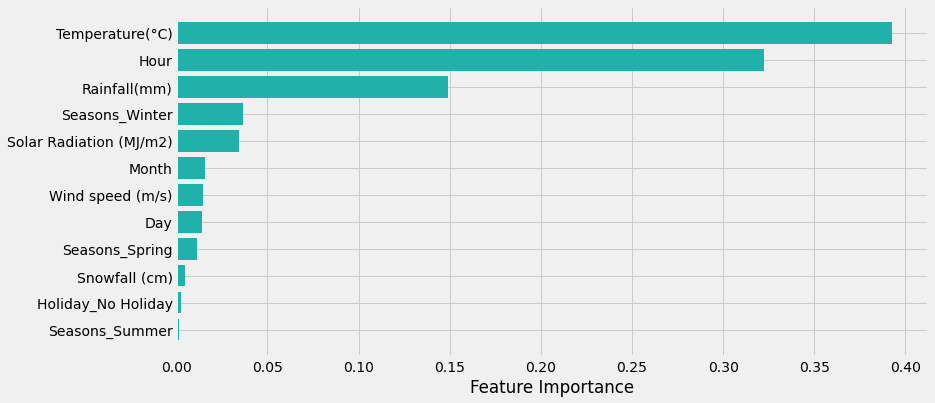 Temperature(°C)
Hour
Rainfall(mm)
Seasons_Winter
Solar Radiation (MJ/m2)
Month
Wind speed (m/s)
Day
Seasons_Spring
Snowfall (cm)
Holiday_No Holiday
Seasons_Summer
0.00 0.05 0.10 0.15 0.20 0.25 0.30 0.35 0.40
Feature Importance